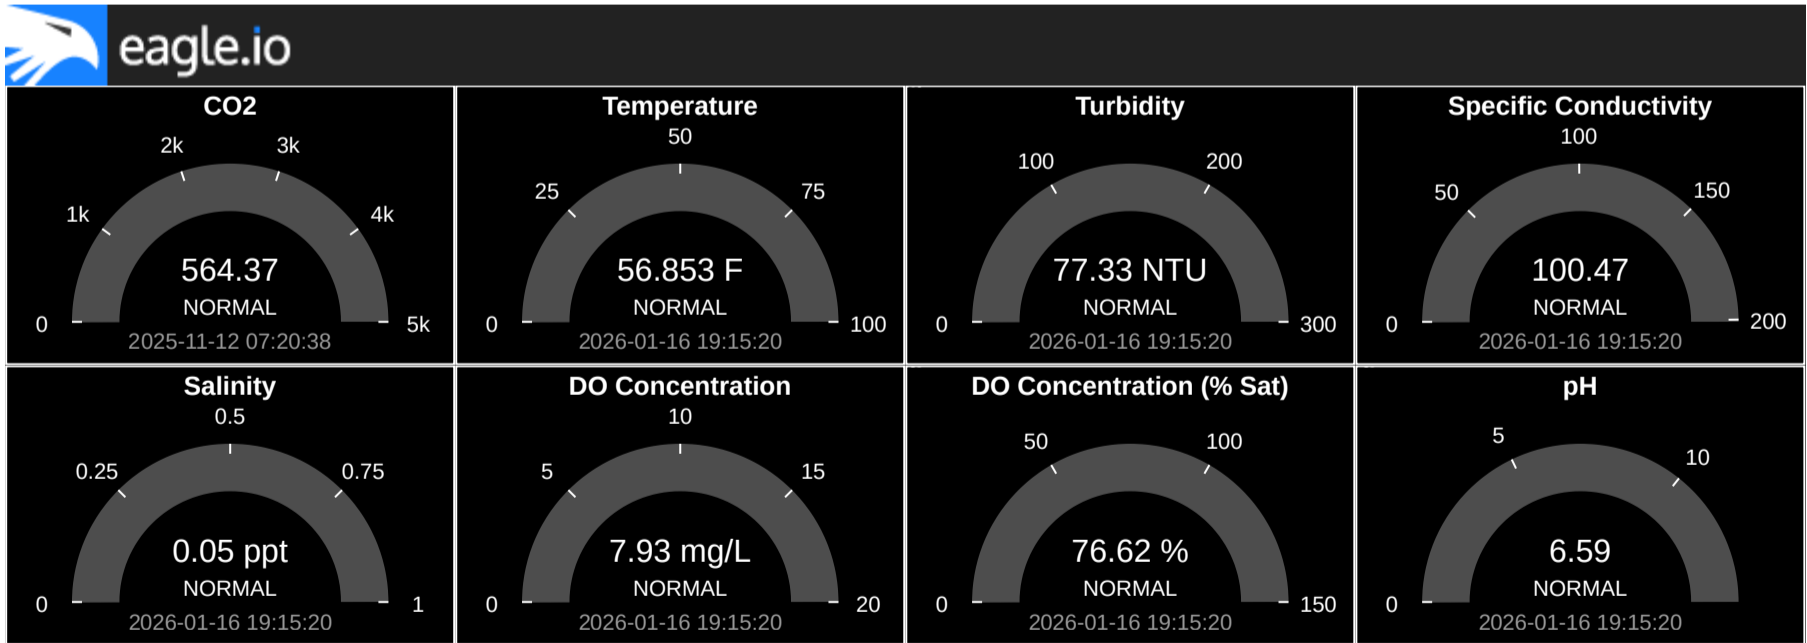 eagle.io
CO2
2k
3k
1k
4k
564.37
NORMAL
0
5k
2025-11-12 07:20:38
Temperature
50
25
75
56.853 F
NORMAL
0
100
2026-01-16 19:15:20
Turbidity
100
200
77.33 NTU
NORMAL
0
300
2026-01-16 19:15:20
Specific Conductivity
100
50
150
100.47
NORMAL
0
200
2026-01-16 19:15:20
Salinity
0.5
0.25
0.75
0.05 ppt
NORMAL
0
1
2026-01-16 19:15:20
DO Concentration
10
5
15
7.93 mg/L
NORMAL
0
20
2026-01-16 19:15:20
DO Concentration (% Sat)
50
100
76.62 %
NORMAL
0
150
2026-01-16 19:15:20
pH
5
10
6.59
NORMAL
0
2026-01-16 19:15:20